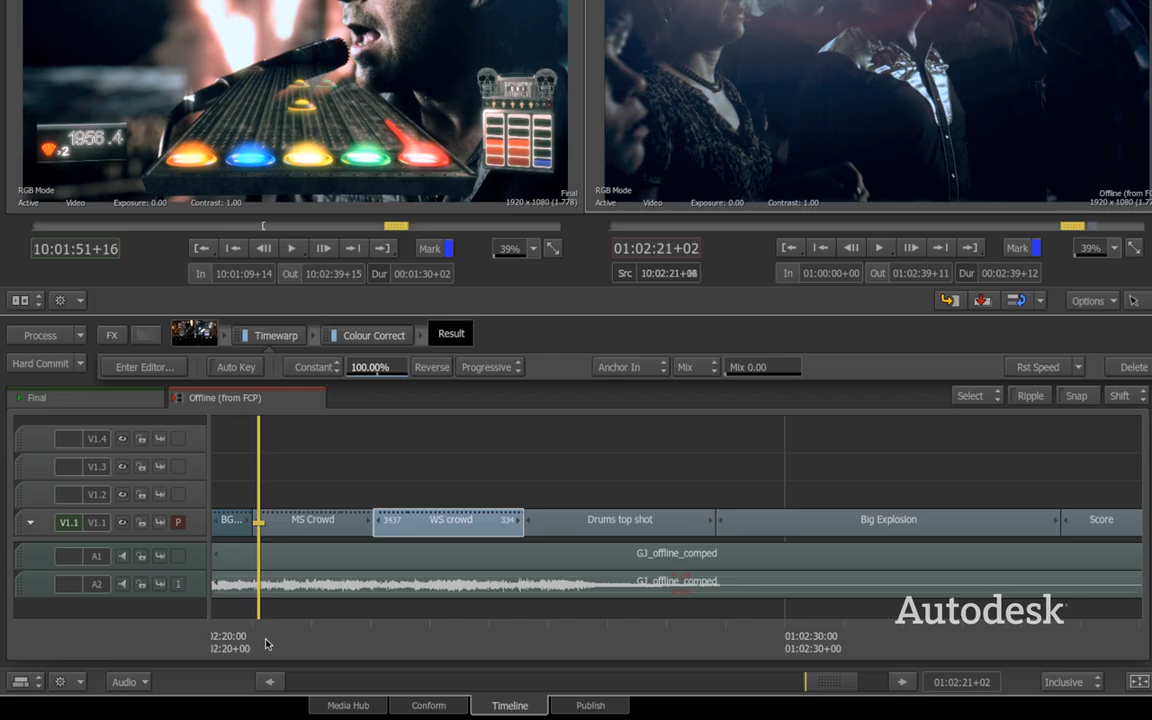 1956.4
x2
RGB Mode
Active Video Exposure: 0.00 Contrast: 1.00
Final
1920 x 1080 (1.778)
RGB Mode
Active Video Exposure: 0.00 Contrast: 1.00
Offline (from FC
1920 x 1080 (1.77
10:01:51+16
Mark
39%
01:02:21+02
Mark
39%
In 10:01:09+14 Out 10:02:39+15 Dur 00:01:30+02
Src
In 01:00:00+00 Out 01:02:39+11 Dur 00:02:39+12
Options
Process FX Timewarp Colour Correct Result
Hard Commit Enter Editor... Auto Key Constant 100.00% Reverse Progressive Anchor In Mix Mix 0.00 Rst Speed Delete
Final Offline (from FCP) Select Ripple Snap Shift
V1.4
V1.3
V1.2
V1.1 V1.1 P BG... MS Crowd 3437 WS crowd 334 Drums top shot Big Explosion Score
A1 GJ_offline_comped
A2 1 GJ_offline_comped
Autodesk
02:20:00 01:02:30:00
02:20+00 01:02:30+00
Audio 01:02:21+02 Inclusive
Media Hub Conform Timeline Publish